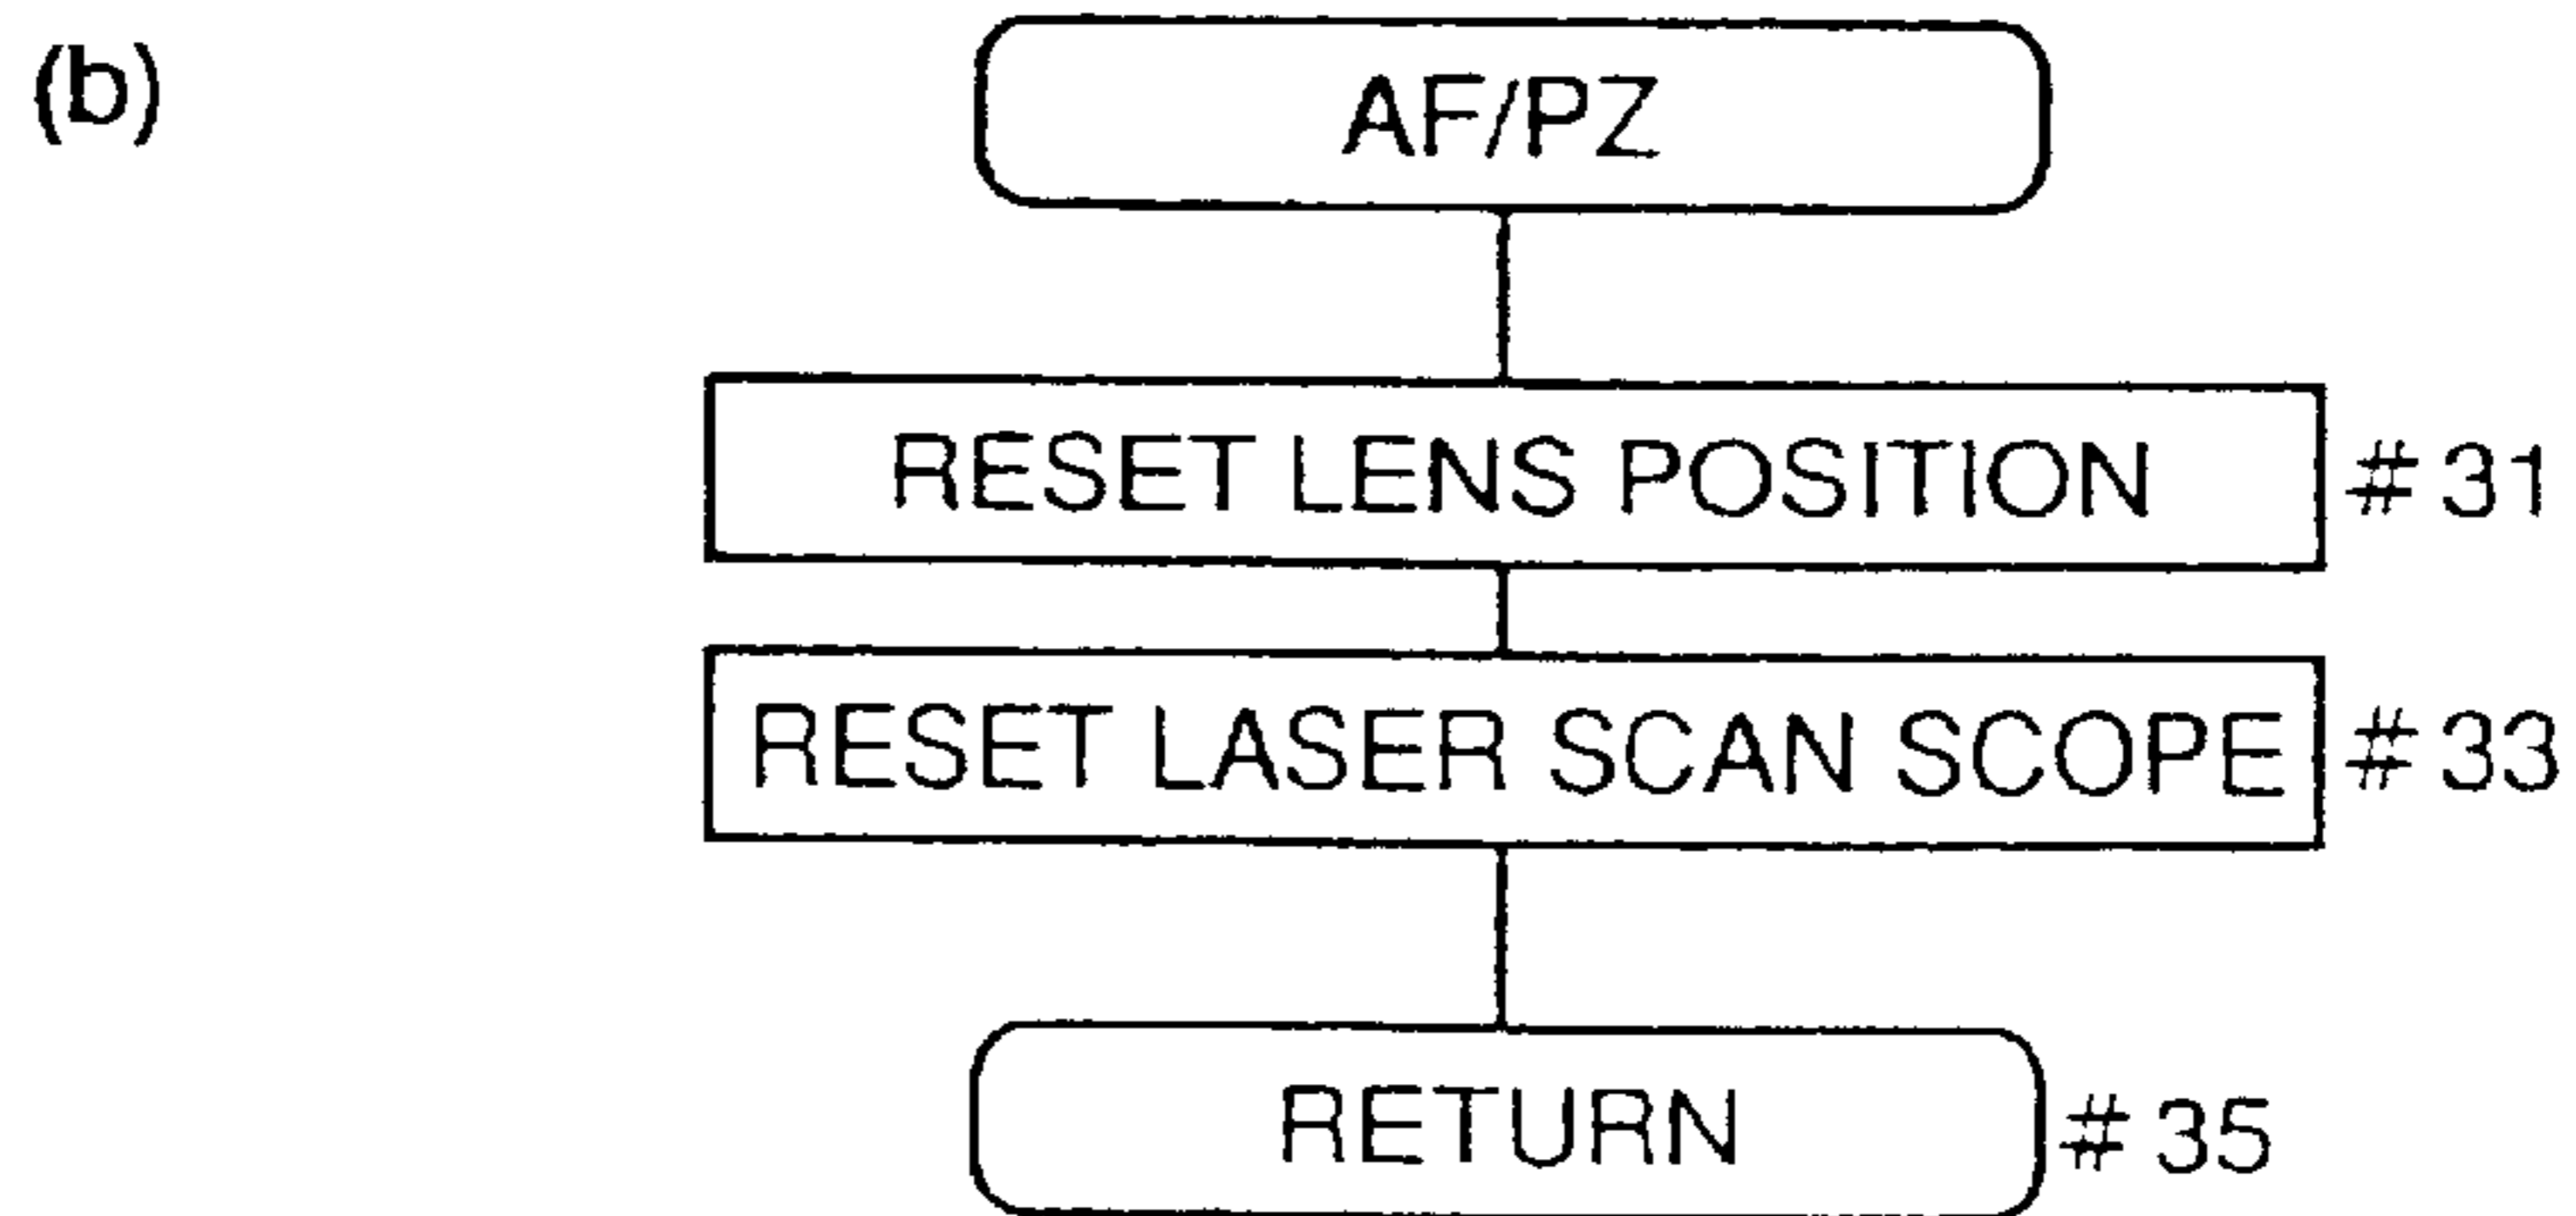 (b)
AF/PZ
RESET LENS POSITION #31
RESET LASER SCAN SCOPE #33
RETURN #35